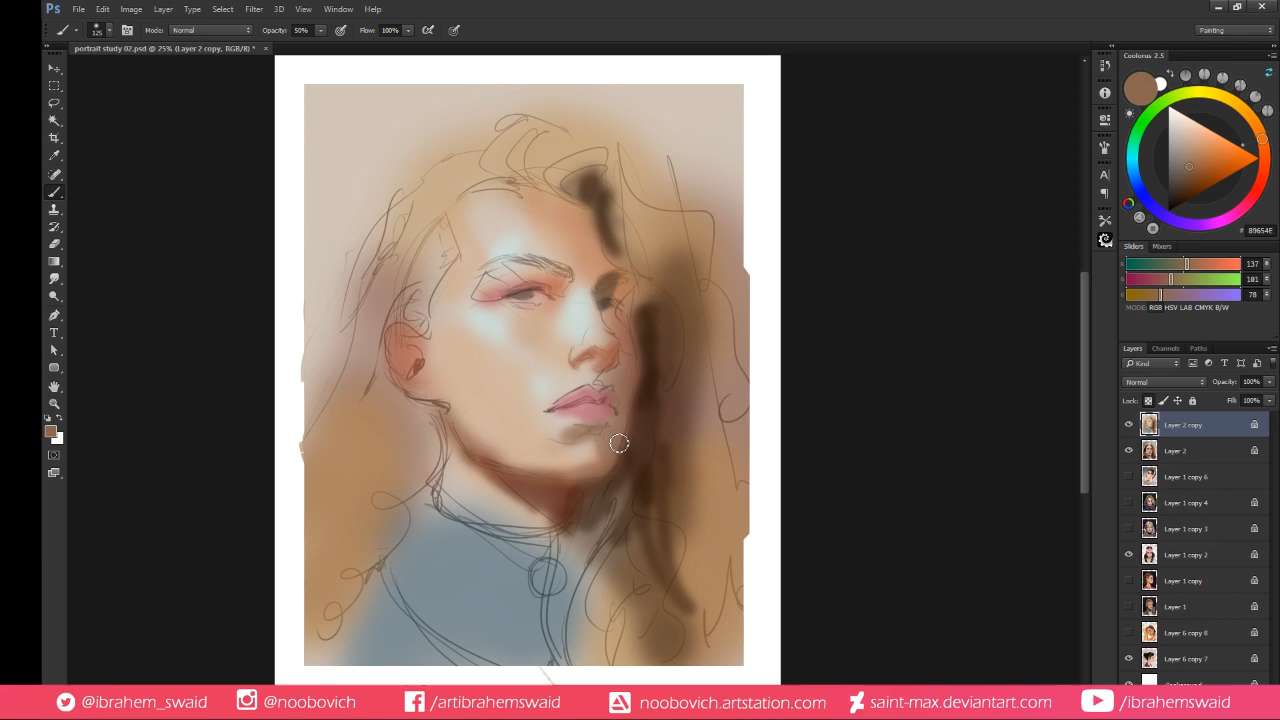 Ps File Edit Image Layer Type Select Filter 3D View Window Help
125 Mode: Normal Opacity: 50% Flow: 100% Painting
portrait study 02.psd @ 25% (Layer 2 copy, RGB/8) * ×
Coolorus 2.5
# 89654E
Sliders Mixers
R 137
G 101
B 78
MODE: RGB HSV LAB CMYK B/W
Layers Channels Paths
Kind
Normal Opacity: 100%
Lock: Fill: 100%
Layer 2 copy
Layer 2
Layer 1 copy 6
Layer 1 copy 4
Layer 1 copy 3
Layer 1 copy 2
Layer 1 copy
Layer 1
Layer 6 copy 8
Layer 6 copy 7
Background
@ibrahem_swaid @noobovich /artibrahemswaid noobovich.artstation.com saint-max.deviantart.com /ibrahemswaid